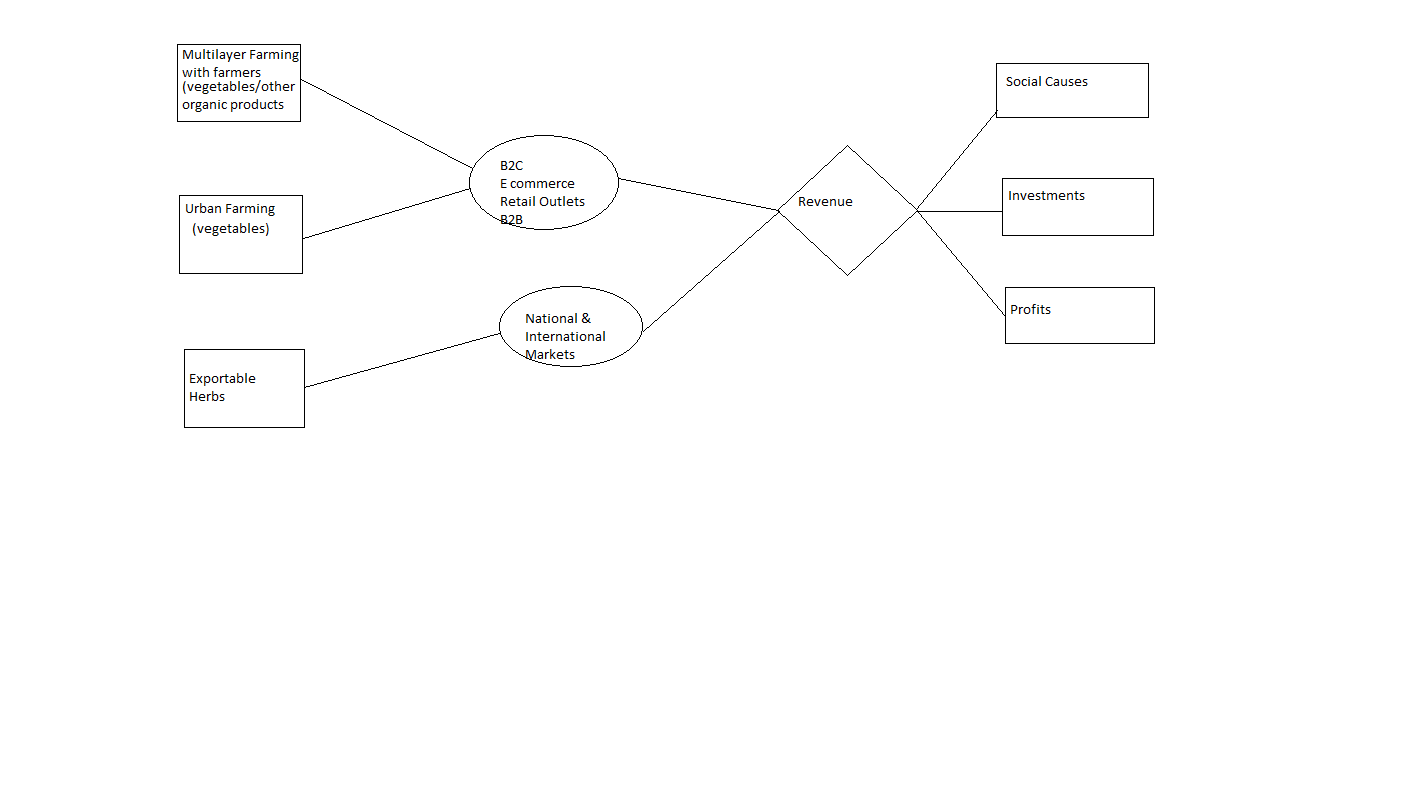 Multilayer Farming
with farmers
(vegetables/other
organic products
Urban Farming
(vegetables)
Exportable
Herbs
B2C
E commerce
Retail Outlets
B2B
National &
International
Markets
Revenue
Social Causes
Investments
Profits